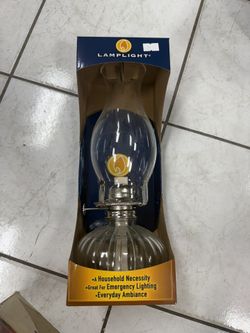 LAMPLIGHT®
•A Household Necessity
•Great For Emergency Lighting
•Everyday Ambiance